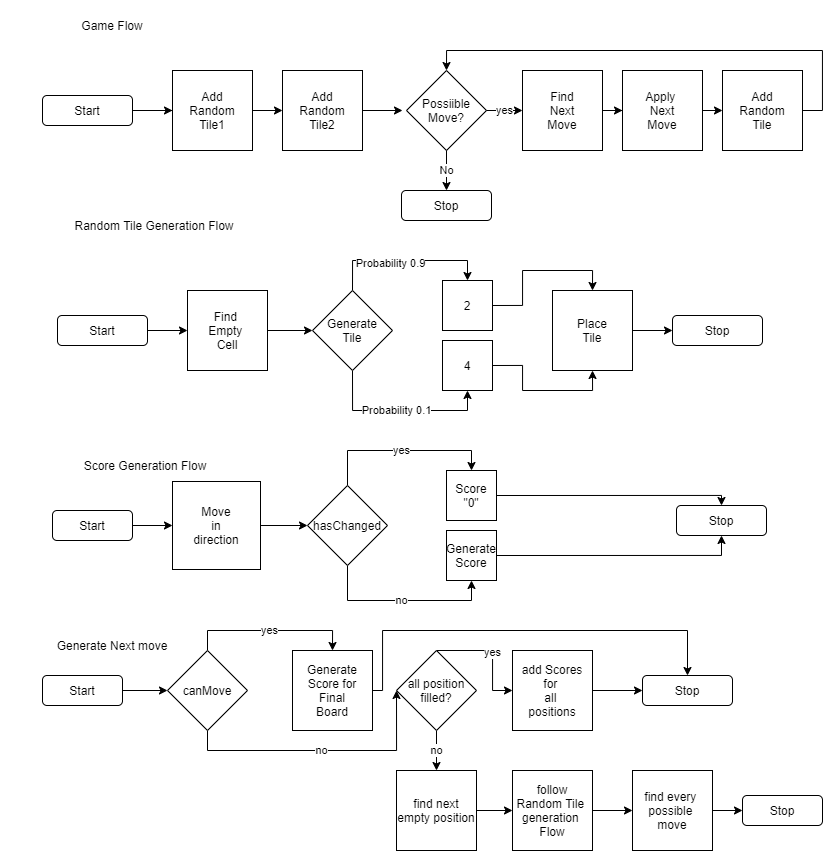 Game Flow
Start
Add
Random
Tile1
Add
Random
Tile2
Possiible
Move?
yes
Find
Next
Move
Apply
Next
Move
Add
Random
Tile
No
Stop
Random Tile Generation Flow
Start
Find
Empty
Cell
Generate
Tile
Probability 0.9
2
4
Probability 0.1
Place
Tile
Stop
Score Generation Flow
Start
Move
in
direction
hasChanged
yes
Score
"0"
Generate
Score
no
Stop
Generate Next move
Start
canMove
yes
Generate
Score for
Final
Board
no
all position
filled?
yes
add Scores
for
all
positions
Stop
no
find next
empty position
follow
Random Tile
generation
Flow
find every
possible
move
Stop